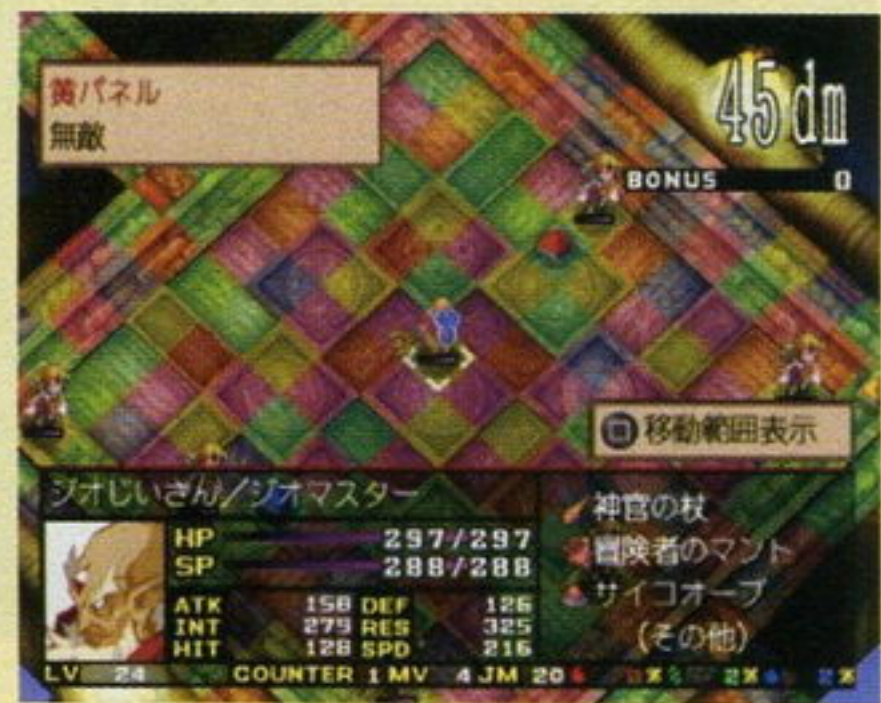 黄パネル
無敵
45dm
BONUS 0
移動範囲表示
ジオじいさん/ジオマスター
HP 297/297
SP 288/288
ATK 158 DEF 126
INT 279 RES 325
HIT 128 SPD 216
LV 24 COUNTER 1 MV 4 JM 20 2% 2%
神官の杖
冒険者のマント
サイコオーブ
(その他)